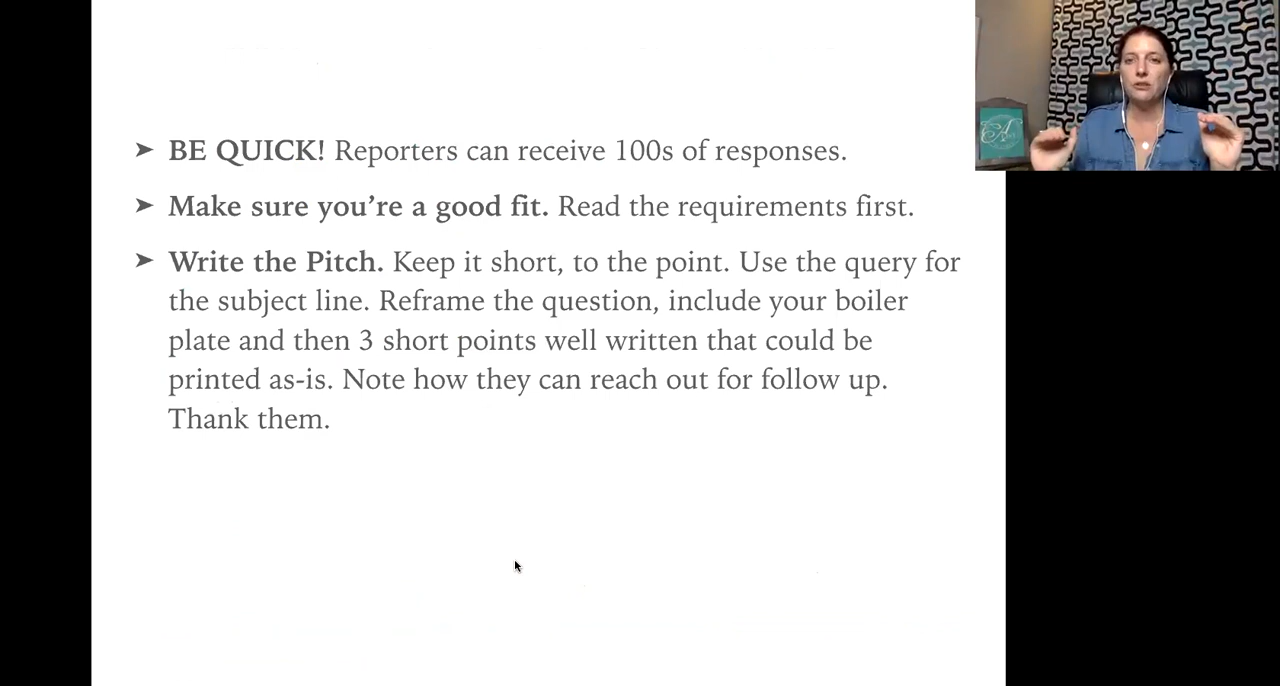 ➤ BE QUICK! Reporters can receive 100s of responses.
➤ Make sure you’re a good fit. Read the requirements first.
➤ Write the Pitch. Keep it short, to the point. Use the query for
the subject line. Reframe the question, include your boiler
plate and then 3 short points well written that could be
printed as-is. Note how they can reach out for follow up.
Thank them.